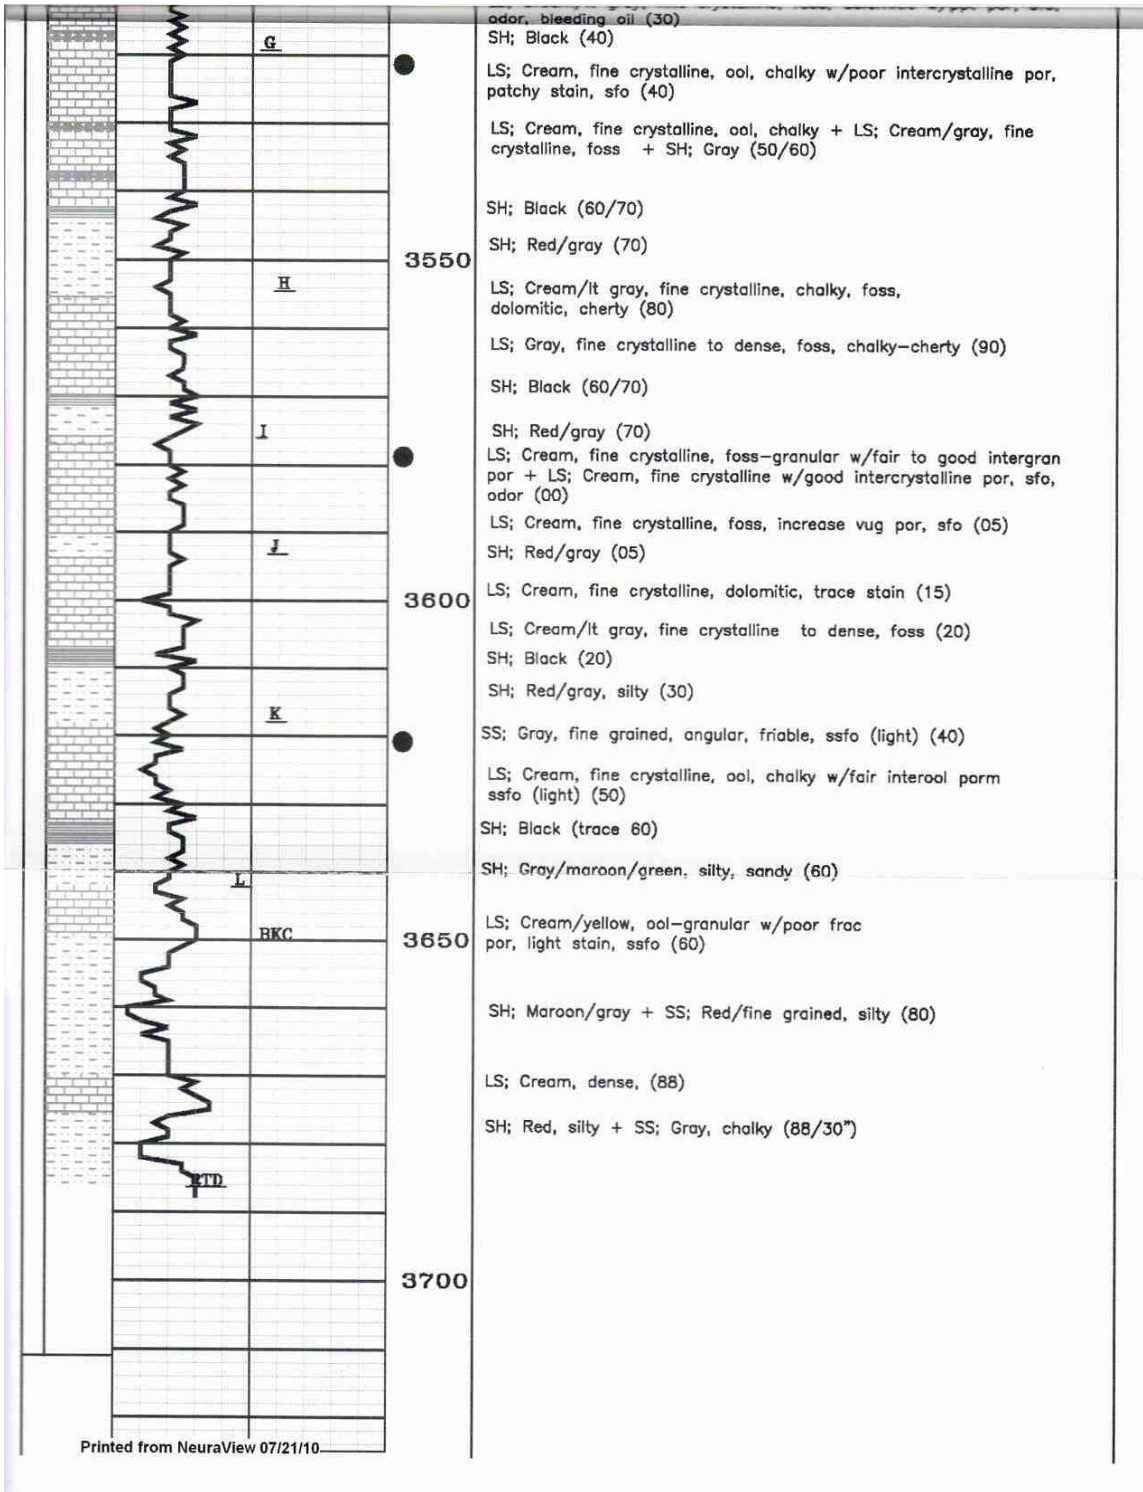 odor, bleeding oil (30)
G
SH; Black (40)
LS; Cream, fine crystalline, ool, chalky w/poor intercrystalline por,
patchy stain, sfo (40)
LS; Cream, fine crystalline, ool, chalky + LS; Cream/gray, fine
crystalline, foss + SH; Gray (50/60)
SH; Black (60/70)
SH; Red/gray (70)
3550
H
LS; Cream/lt gray, fine crystalline, chalky, foss,
dolomitic, cherty (80)
LS; Gray, fine crystalline to dense, foss, chalky-cherty (90)
SH; Black (60/70)
I
SH; Red/gray (70)
LS; Cream, fine crystalline, foss-granular w/fair to good intergran
por + LS; Cream, fine crystalline w/good intercrystalline por, sfo,
odor (00)
LS; Cream, fine crystalline, foss, increase vug por, sfo (05)
J
SH; Red/gray (05)
3600
LS; Cream, fine crystalline, dolomitic, trace stain (15)
LS; Cream/lt gray, fine crystalline to dense, foss (20)
SH; Black (20)
SH; Red/gray, silty (30)
K
SS; Gray, fine grained, angular, friable, ssfo (light) (40)
LS; Cream, fine crystalline, ool, chalky w/fair interool porm
ssfo (light) (50)
SH; Black (trace 60)
L
SH; Gray/maroon/green, silty, sandy (60)
BKC
3650
LS; Cream/yellow, ool-granular w/poor frac
por, light stain, ssfo (60)
SH; Maroon/gray + SS; Red/fine grained, silty (80)
LS; Cream, dense, (88)
SH; Red, silty + SS; Gray, chalky (88/30")
RTD
3700
Printed from NeuraView 07/21/10